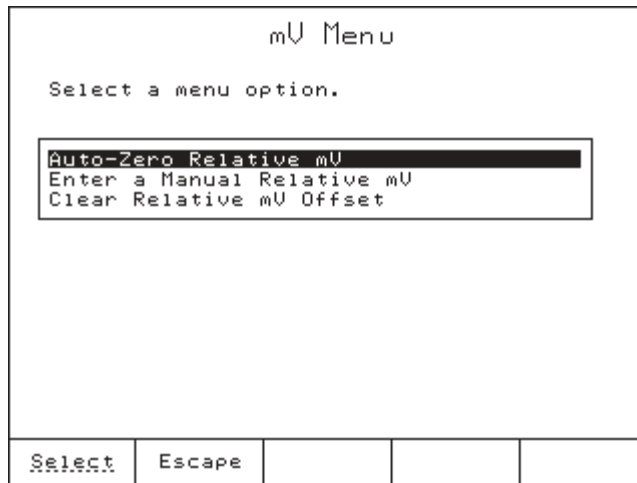 mV Menu
Select a menu option.
Auto-Zero Relative mV
Enter a Manual Relative mV
Clear Relative mV Offset
Select Escape